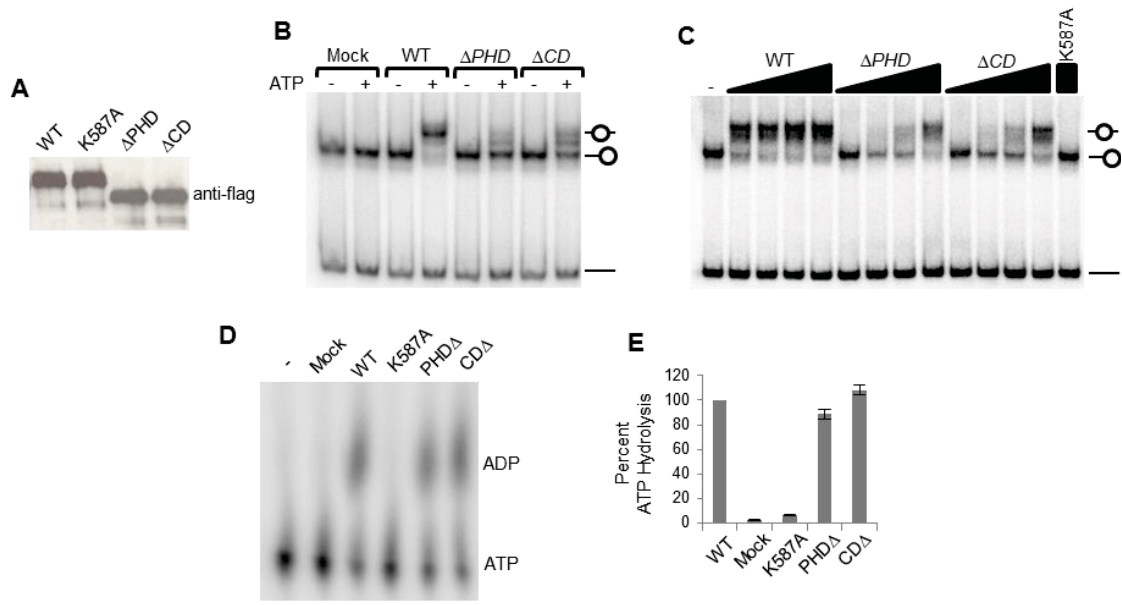 A
WT K587A ΔPHD ΔCD
anti-flag
B
Mock WT ΔPHD ΔCD
ATP - + - + - + - +
C
- WT ΔPHD ΔCD K587A
D
- Mock WT K587A PHDΔ CDΔ
ADP
ATP
E
Percent
ATP Hydrolysis
120
100
80
60
40
20
0
WT Mock K587A PHDΔ CDΔ